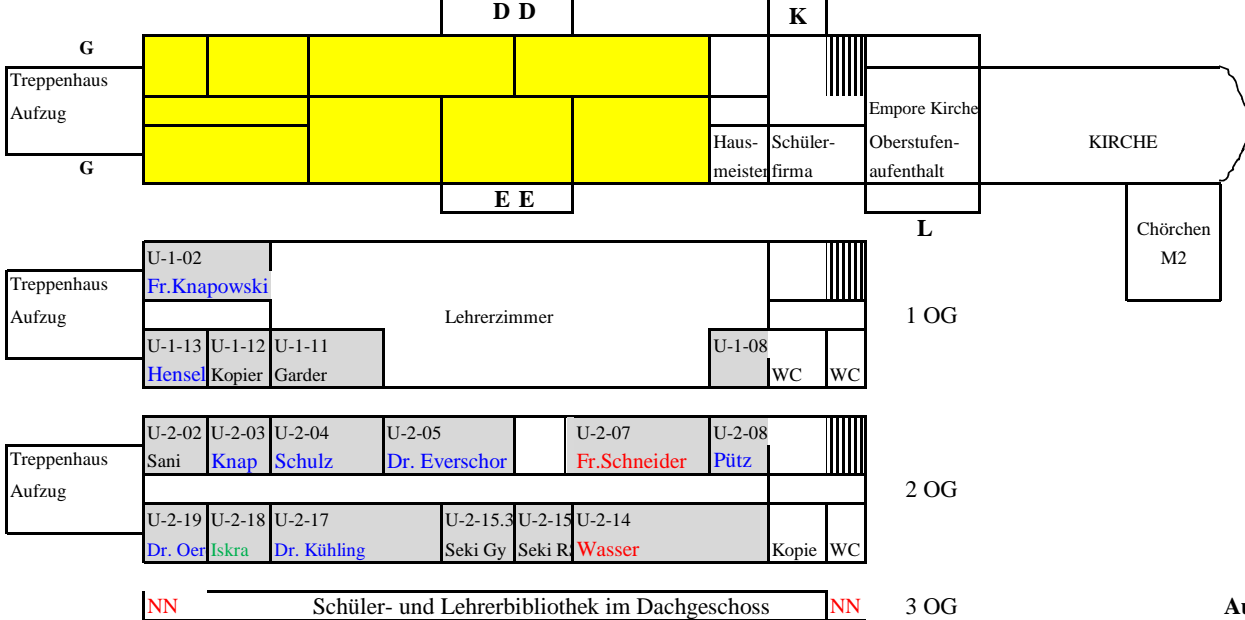 D D
K
G
Treppenhaus
Aufzug
G
Empore Kirche
Haus-
meister
Schüler-
firma
Oberstufen-
aufenthalt
KIRCHE
E E
L
Chörchen
M2
U-1-02
Fr.Knapowski
Treppenhaus
Aufzug
Lehrerzimmer
1 OG
U-1-13 U-1-12 U-1-11 U-1-08
Hensel Kopier Garder WC WC
U-2-02 U-2-03 U-2-04 U-2-05 U-2-07 U-2-08
Sani Knap Schulz Dr. Everschor Fr.Schneider Pütz
Treppenhaus
Aufzug
2 OG
U-2-19 U-2-18 U-2-17 U-2-15.3 U-2-15 U-2-14
Dr. Oer Iskra Dr. Kühling Seki Gy Seki R Wasser Kopie WC
NN Schüler- und Lehrerbibliothek im Dachgeschoss NN 3 OG
Au